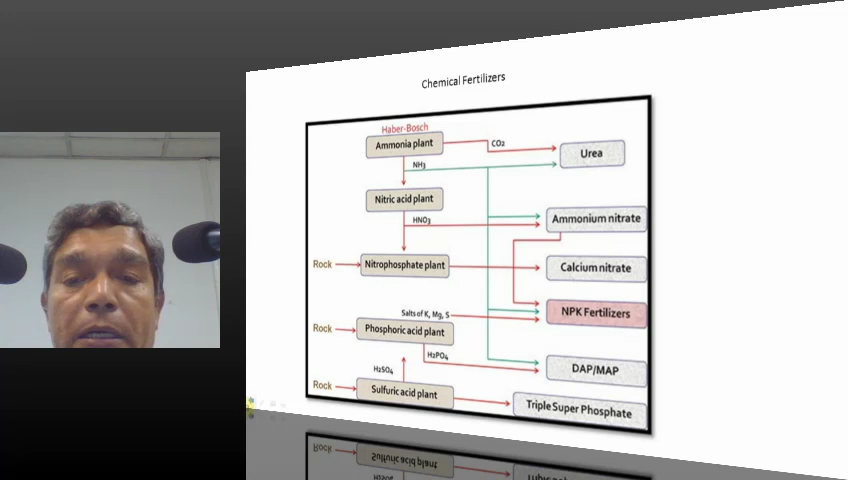 Chemical Fertilizers
Haber-Bosch
Ammonia plant
CO₂
Urea
NH₃
Nitric acid plant
HNO₃
Ammonium nitrate
Rock
Nitrophosphate plant
Calcium nitrate
Salts of K, Mg, S
NPK Fertilizers
Rock
Phosphoric acid plant
H₂PO₄
H₂SO₄
DAP/MAP
Rock
Sulfuric acid plant
Triple Super Phosphate